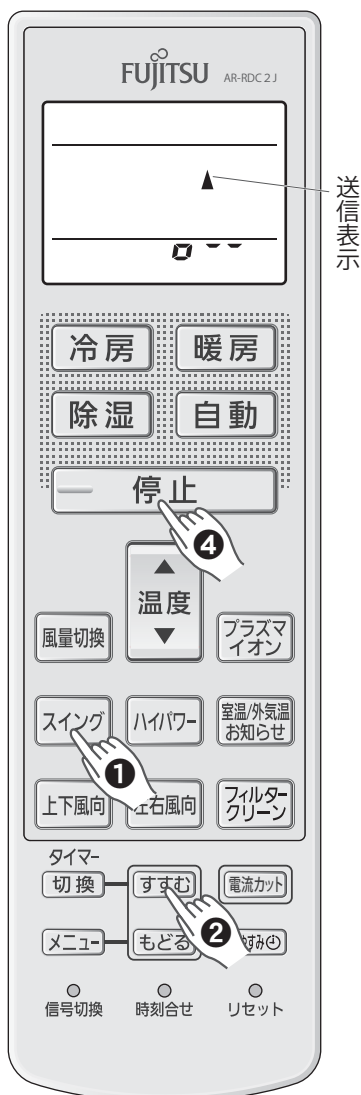 FUJITSU AR-RDC 2 J
送信表示
冷房 暖房
除湿 自動
停止
❹
温度
風量切換 プラズマ
イオン
スイング ハイパワー 室温/外気温
お知らせ
❶
上下風向 左右風向 フィルター
クリーン
タイマー
切換 すすむ 電流カット
❷
メニュー もどる
信号切換 時刻合せ リセット